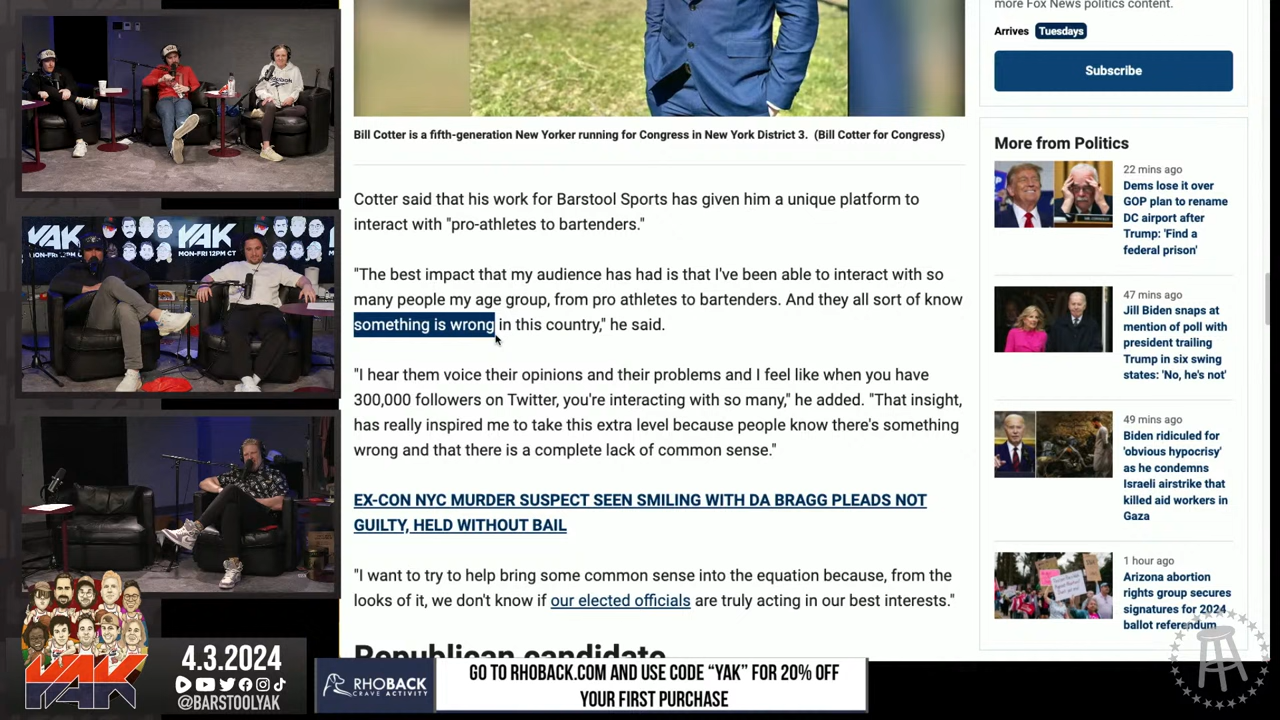 more Fox News politics content.
Arrives Tuesdays
Subscribe
Bill Cotter is a fifth-generation New Yorker running for Congress in New York District 3. (Bill Cotter for Congress)
Cotter said that his work for Barstool Sports has given him a unique platform to
interact with "pro-athletes to bartenders."
"The best impact that my audience has had is that I've been able to interact with so
many people my age group, from pro athletes to bartenders. And they all sort of know
something is wrong in this country," he said.
"I hear them voice their opinions and their problems and I feel like when you have
300,000 followers on Twitter, you're interacting with so many," he added. "That insight,
has really inspired me to take this extra level because people know there's something
wrong and that there is a complete lack of common sense."
EX-CON NYC MURDER SUSPECT SEEN SMILING WITH DA BRAGG PLEADS NOT
GUILTY, HELD WITHOUT BAIL
"I want to try to help bring some common sense into the equation because, from the
looks of it, we don't know if our elected officials are truly acting in our best interests."
Republican candidate
More from Politics
22 mins ago
Dems lose it over
GOP plan to rename
DC airport after
Trump: 'Find a
federal prison'
47 mins ago
Jill Biden snaps at
mention of poll with
president trailing
Trump in six swing
states: 'No, he's not'
49 mins ago
Biden ridiculed for
'obvious hypocrisy'
as he condemns
Israeli airstrike that
killed aid workers in
Gaza
1 hour ago
Arizona abortion
rights group secures
signatures for 2024
ballot referendum
YAK
YAK
MON-FRI 12PM CT
YAK
4.3.2024
@BARSTOOLYAK
RHOBACK
CRAVE ACTIVITY
GO TO RHOBACK.COM AND USE CODE “YAK” FOR 20% OFF
YOUR FIRST PURCHASE